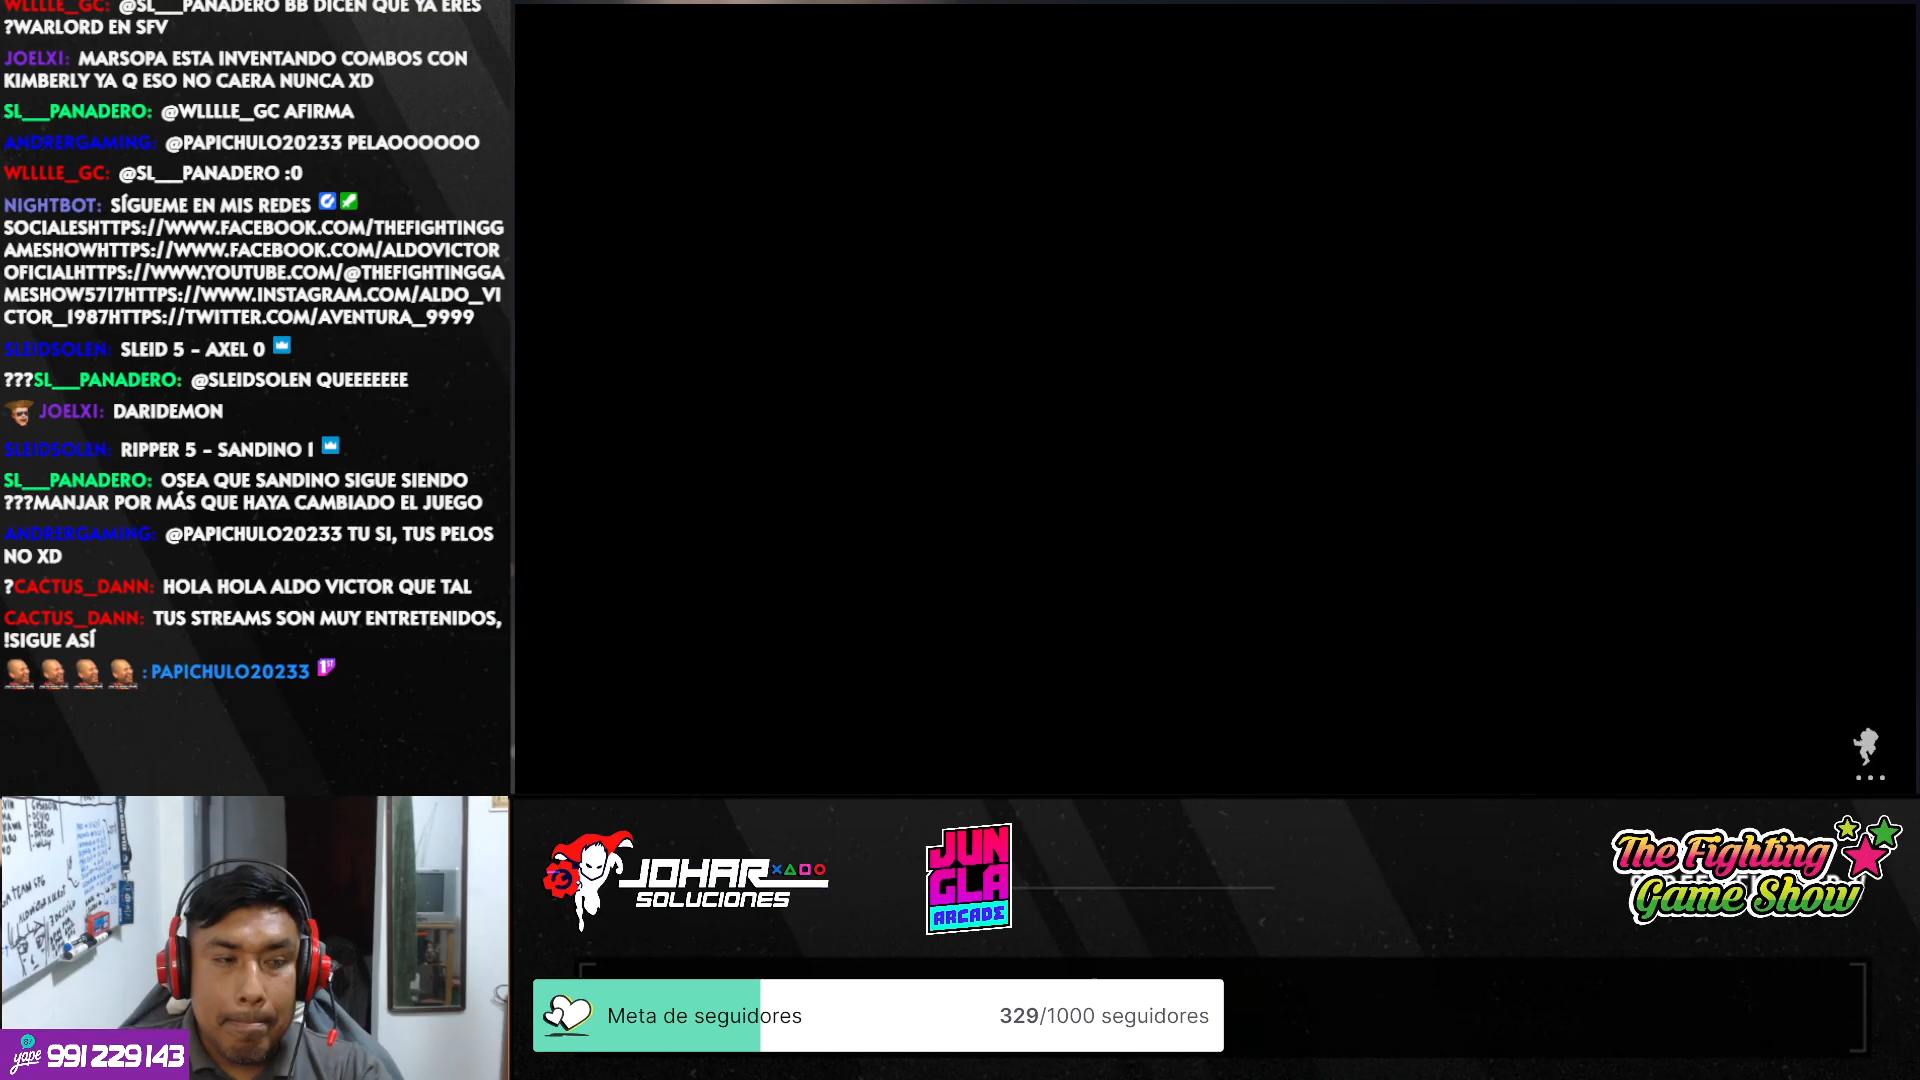 WLLLLE_GC: @SL___PANADERO BB DICEN QUE YA ERES
?WARLORD EN SFV
JOELXI: MARSOPA ESTA INVENTANDO COMBOS CON
KIMBERLY YA Q ESO NO CAERA NUNCA XD
SL___PANADERO: @WLLLLE_GC AFIRMA
ANDRERGAMING: @PAPICHULO20233 PELAOOOOOO
WLLLLE_GC: @SL___PANADERO :0
NIGHTBOT: SÍGUEME EN MIS REDES
SOCIALESHTTPS://WWW.FACEBOOK.COM/THEFIGHTINGG
AMESHOWHTTPS://WWW.FACEBOOK.COM/ALDOVICTOR
OFICIALHTTPS://WWW.YOUTUBE.COM/@THEFIGHTINGGA
MESHOW5717HTTPS://WWW.INSTAGRAM.COM/ALDO_VI
CTOR_1987HTTPS://TWITTER.COM/AVENTURA_9999
SLEIDSOLEN: SLEID 5 - AXEL 0
???SL___PANADERO: @SLEIDSOLEN QUEEEEEEE
JOELXI: DARIDEMON
SLEIDSOLEN: RIPPER 5 - SANDINO 1
SL___PANADERO: OSEA QUE SANDINO SIGUE SIENDO
???MANJAR POR MÁS QUE HAYA CAMBIADO EL JUEGO
ANDRERGAMING: @PAPICHULO20233 TU SI, TUS PELOS
NO XD
?CACTUS_DANN: HOLA HOLA ALDO VICTOR QUE TAL
CACTUS_DANN: TUS STREAMS SON MUY ENTRETENIDOS,
!SIGUE ASÍ
: PAPICHULO20233 1ST
yape 991 229 143
JOHAR
SOLUCIONES
JUN
GLA
ARCADE
The Fighting
Game Show
Meta de seguidores 329/1000 seguidores